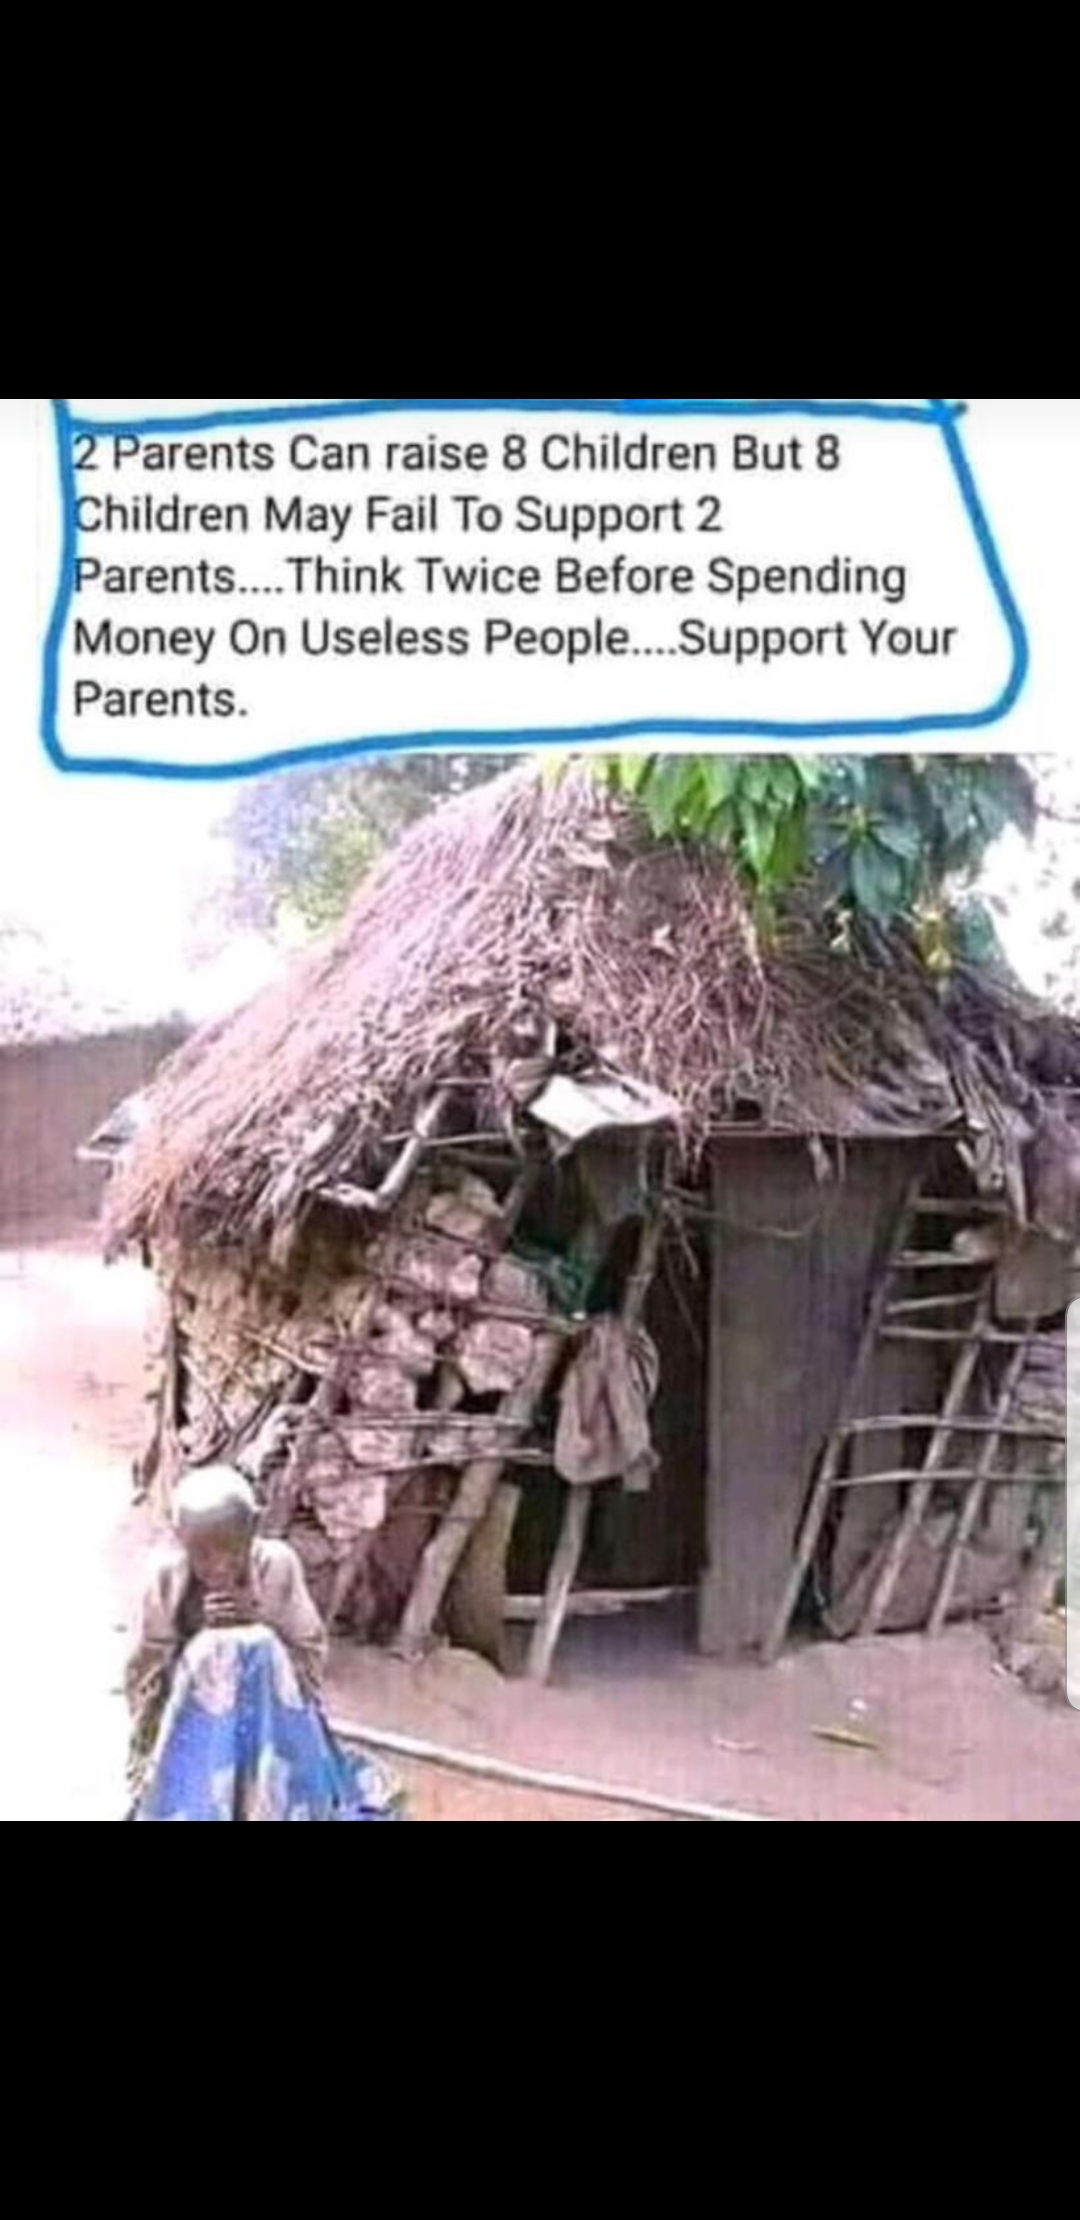 2 Parents Can raise 8 Children But 8
Children May Fail To Support 2
Parents....Think Twice Before Spending
Money On Useless People....Support Your
Parents.